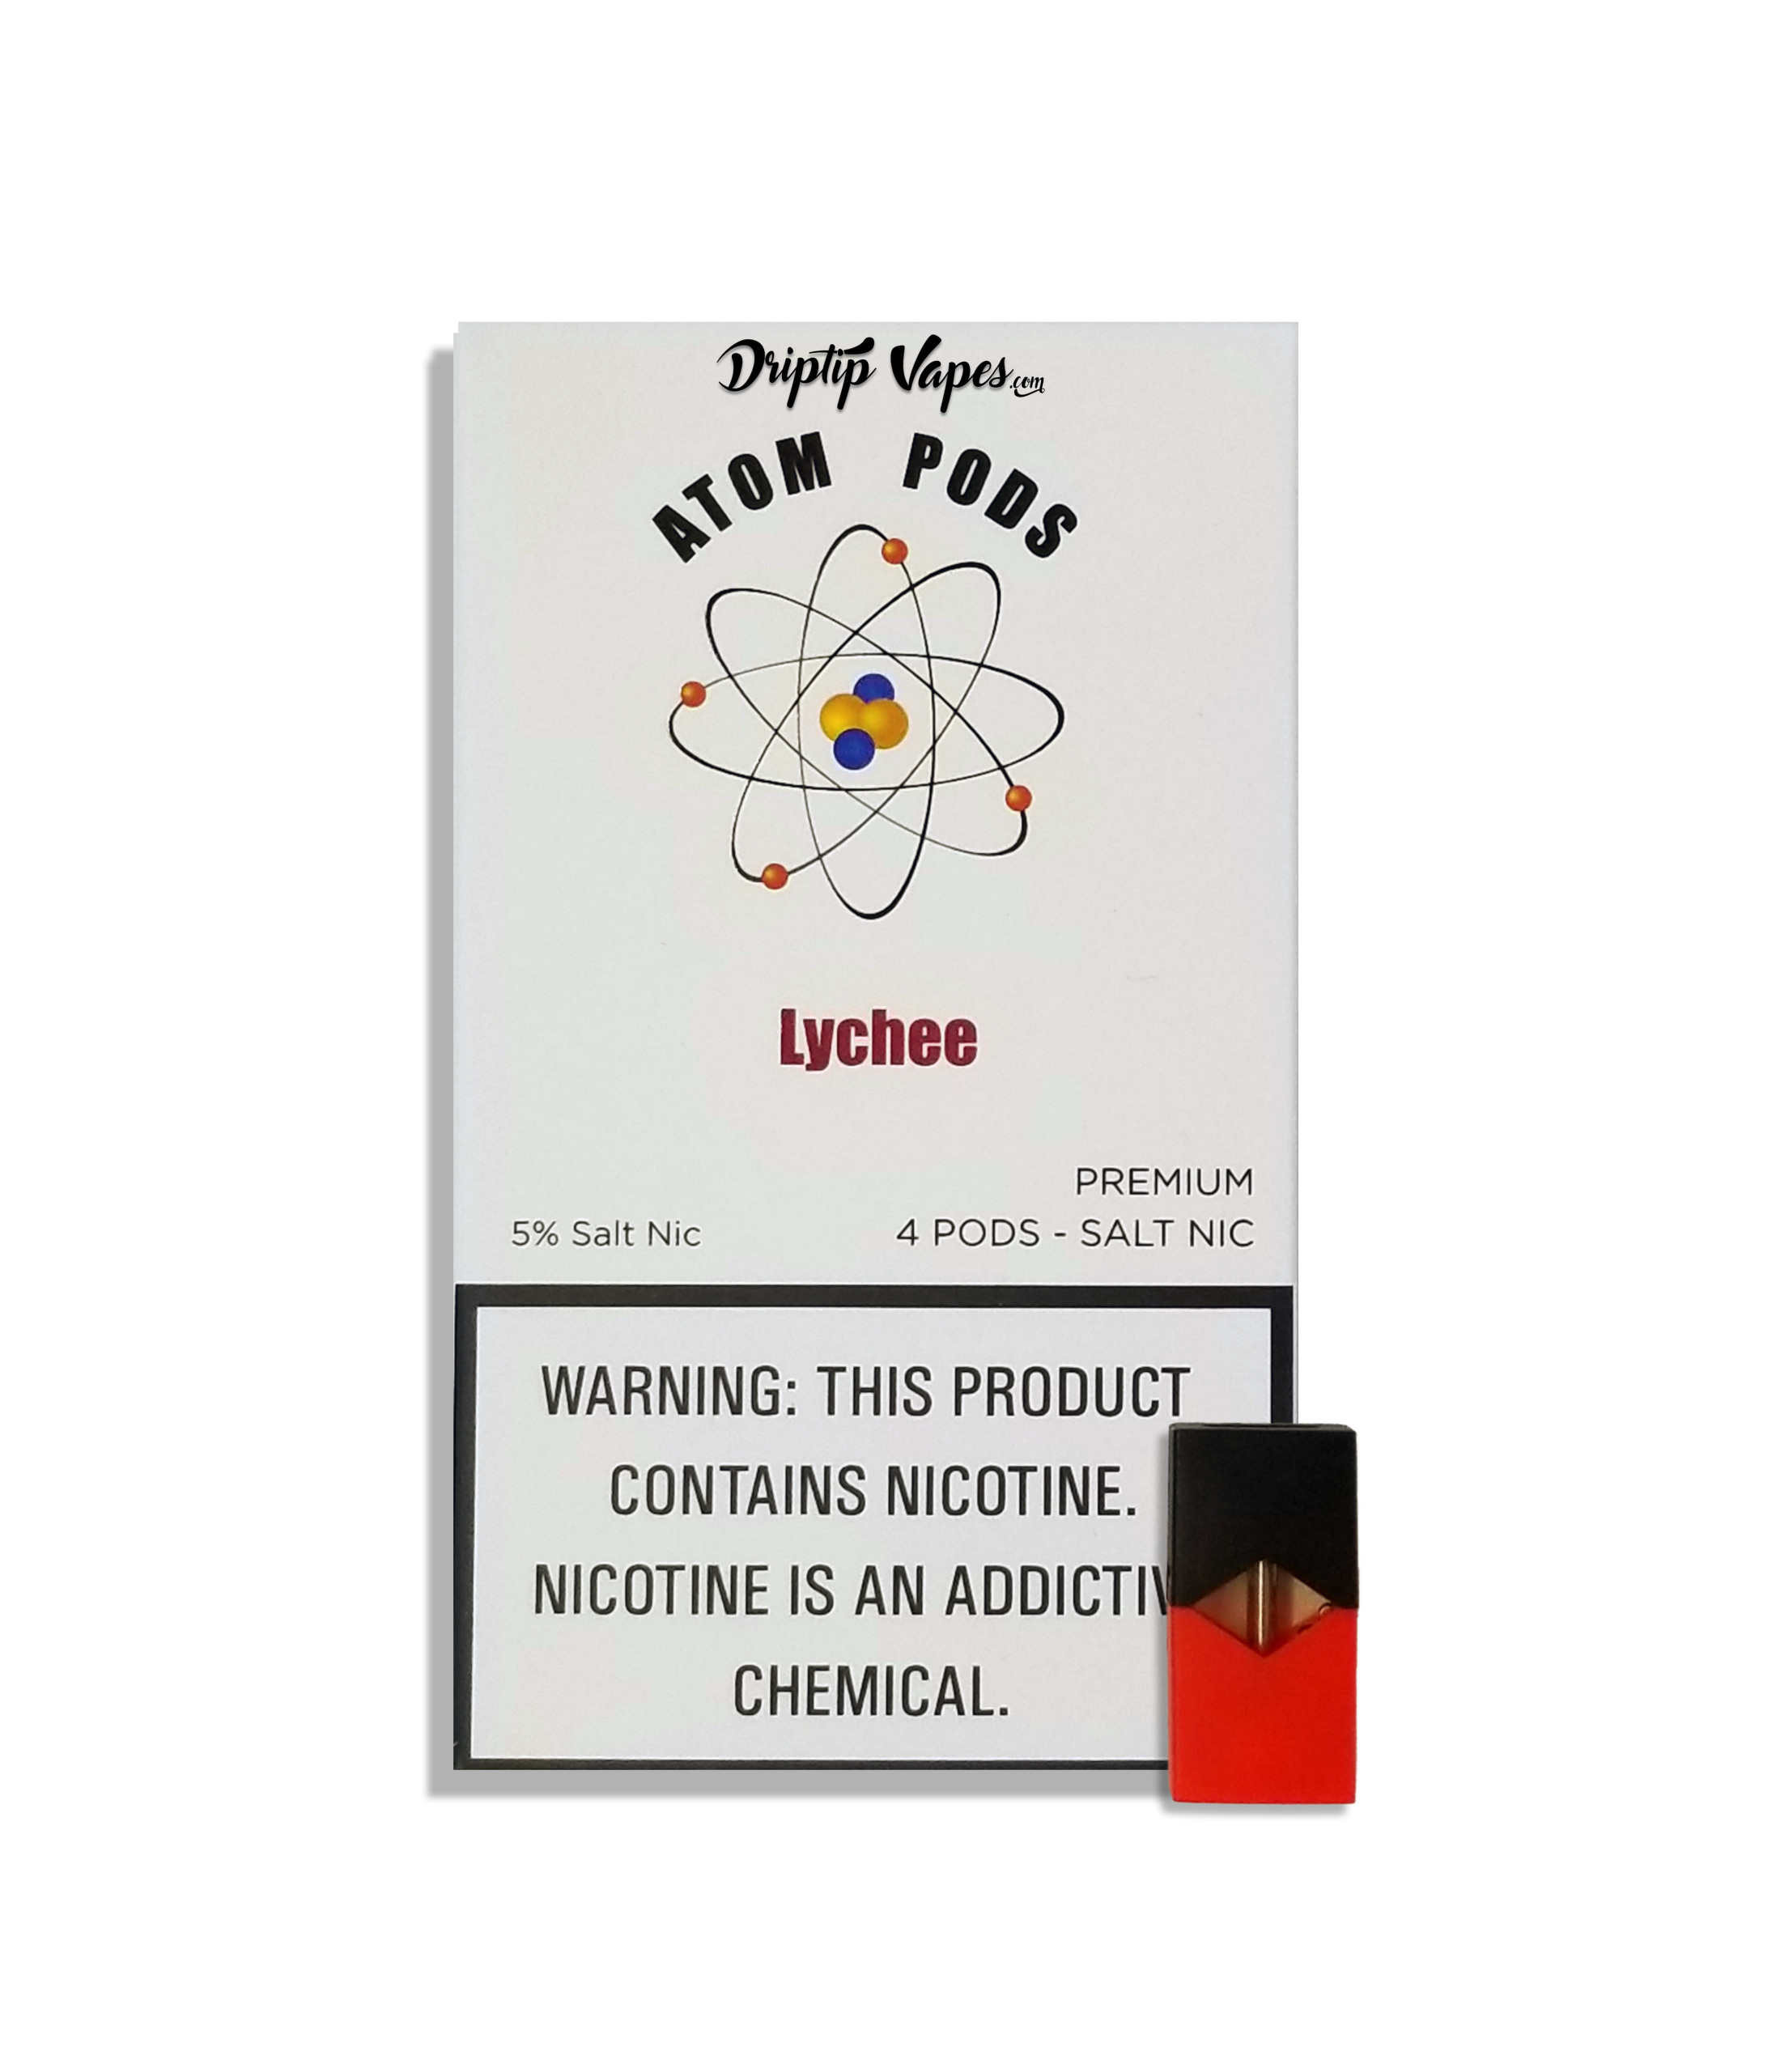 Driptip Vapes.com
ATOM PODS
Lychee
PREMIUM
5% Salt Nic
4 PODS - SALT NIC
WARNING: THIS PRODUCT
CONTAINS NICOTINE.
NICOTINE IS AN ADDICTIV
CHEMICAL.